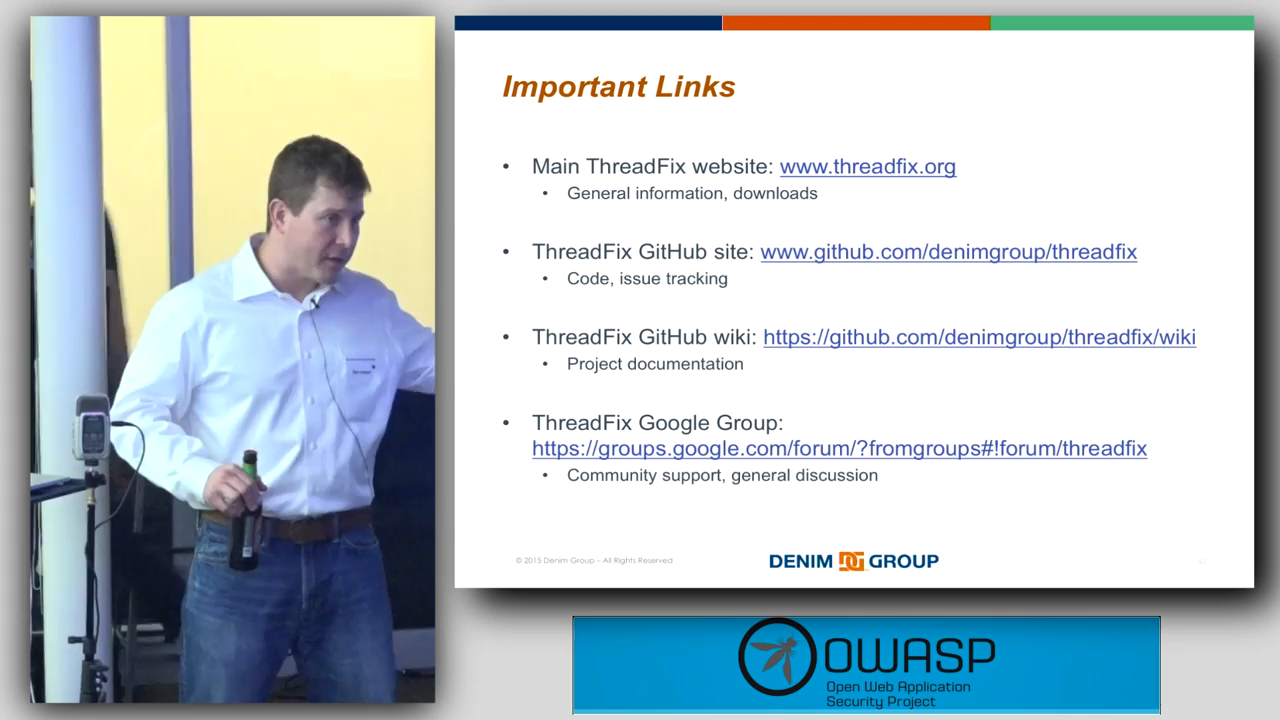 Important Links
• Main ThreadFix website: www.threadfix.org
• General information, downloads
• ThreadFix GitHub site: www.github.com/denimgroup/threadfix
• Code, issue tracking
• ThreadFix GitHub wiki: https://github.com/denimgroup/threadfix/wiki
• Project documentation
• ThreadFix Google Group:
https://groups.google.com/forum/?fromgroups#!forum/threadfix
• Community support, general discussion
© 2015 Denim Group – All Rights Reserved
DENIM DG GROUP
OWASP
Open Web Application
Security Project